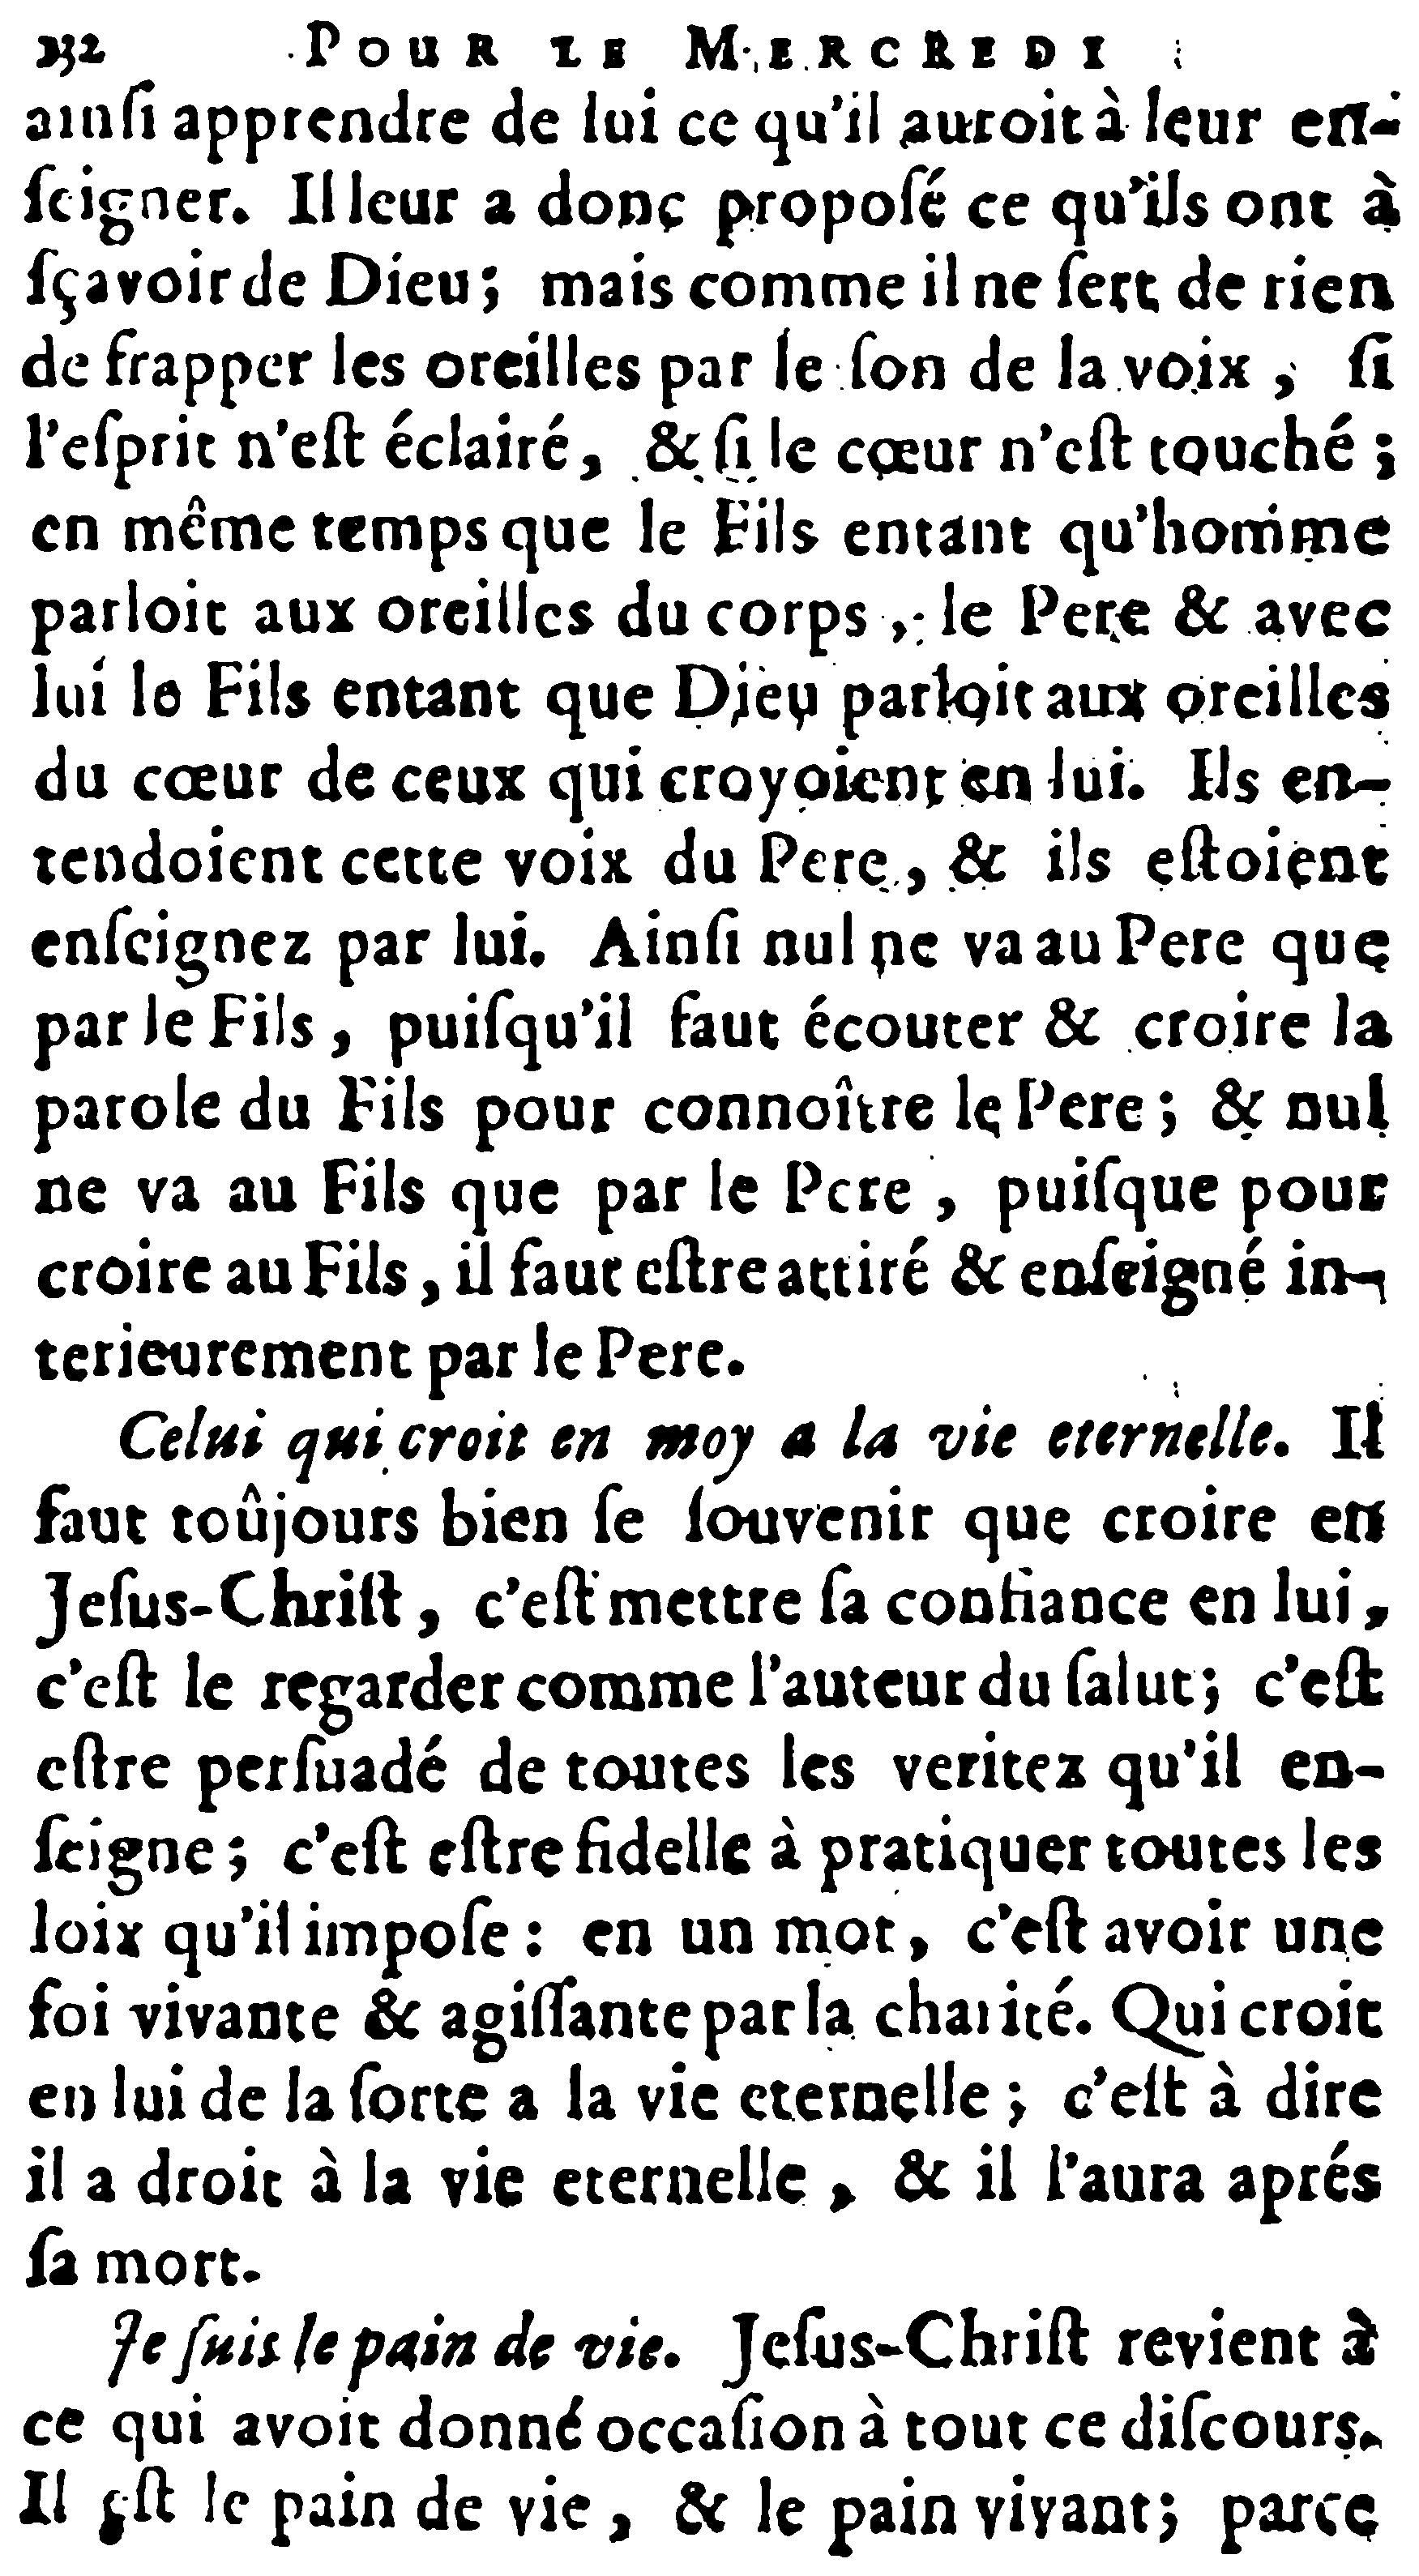 132 POUR LE MERCREDI
ainſi apprendre de lui ce qu'il auroit à leur en-
ſeigner. Il leur a donc propoſé ce qu'ils ont à
ſçavoir de Dieu; mais comme il ne ſert de rien
de frapper les oreilles par le ſon de la voix, ſi
l'eſprit n'eſt éclairé, & ſi le cœur n'eſt touché;
en même temps que le Fils entant qu'homme
parloit aux oreilles du corps, le Pere & avec
lui le Fils entant que Dieu parloit aux oreilles
du cœur de ceux qui croyoient en lui. Ils en-
tendoient cette voix du Pere, & ils eſtoient
enſeignez par lui. Ainſi nul ne va au Pere que
par le Fils, puiſqu'il faut écouter & croire la
parole du Fils pour connoître le Pere; & nul
ne va au Fils que par le Pere, puiſque pour
croire au Fils, il faut eſtre attiré & enſeigné in-
terieurement par le Pere.
Celui qui croit en moy a la vie eternelle. Il
faut toûjours bien ſe ſouvenir que croire en
Jeſus-Chriſt, c'eſt mettre ſa confiance en lui,
c'eſt le regarder comme l'auteur du ſalut; c'eſt
eſtre perſuadé de toutes les veritez qu'il en-
ſeigne; c'eſt eſtre fidelle à pratiquer toutes les
loix qu'il impoſe: en un mot, c'eſt avoir une
foi vivante & agiſſante par la charité. Qui croit
en lui de la ſorte a la vie eternelle; c'eſt à dire
il a droit à la vie eternelle, & il l'aura aprés
ſa mort.
Je ſuis le pain de vie. Jeſus-Chriſt revient à
ce qui avoit donné occaſion à tout ce diſcours.
Il eſt le pain de vie, & le pain vivant; parce